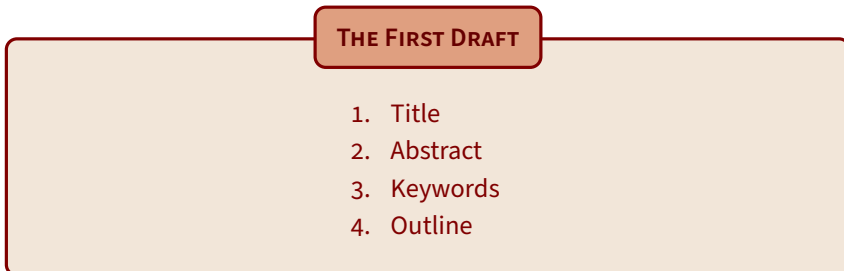 The First Draft
1. Title
2. Abstract
3. Keywords
4. Outline